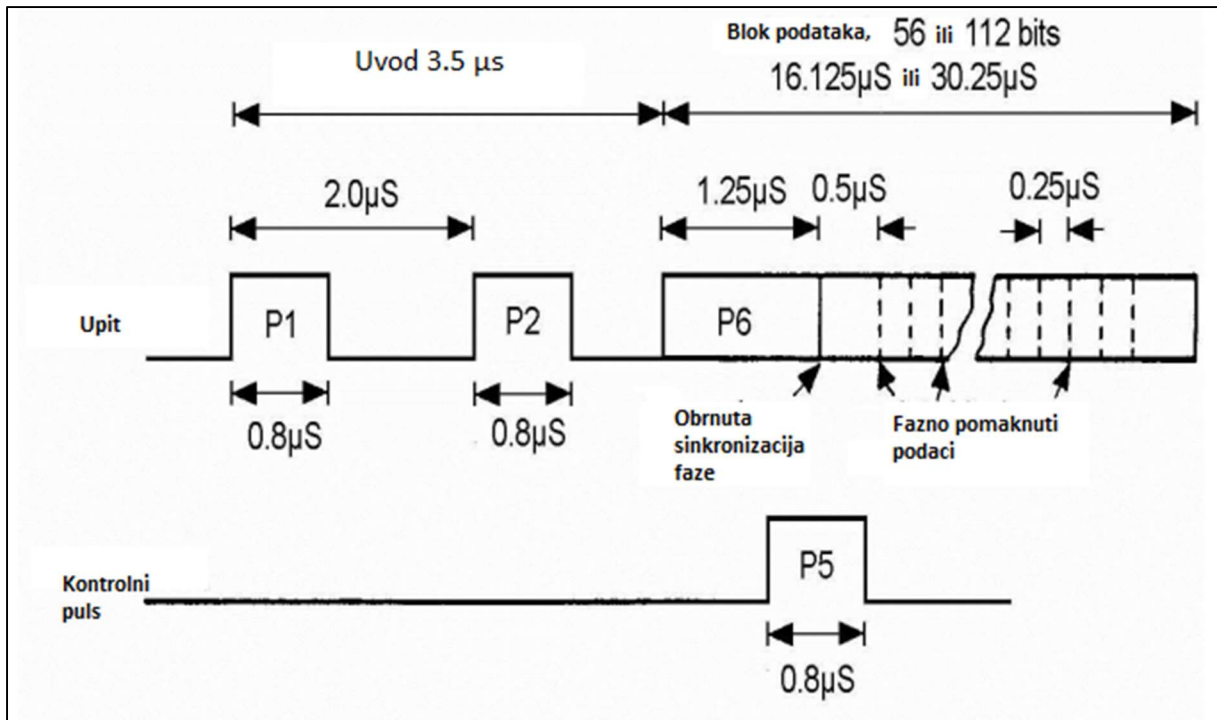 Uvod 3.5 µs
Blok podataka, 56 ili 112 bits
16.125µS ili 30.25µS
2.0µS
1.25µS 0.5µS 0.25µS
Upit
P1
P2
P6
0.8µS
0.8µS
Obrnuta
sinkronizacija
faze
Fazno pomaknuti
podaci
Kontrolni
puls
P5
0.8µS